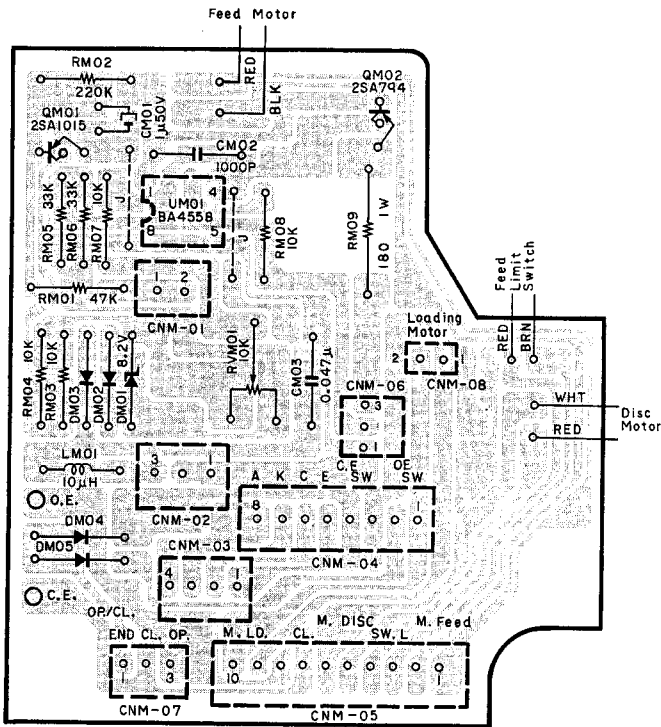 Feed Motor
RED
BLK
RM02
220K
QM01
2SA1015
CM01
1μ50V
QM02
2SA794
CM02
1000P
33K
33K
10K
RM05
RM06
RM07
J
1
4
UM01
BA4558
8
5
J
RM08
10K
RM09
180 1W
RM01 47K
1 2
CNM-01
Feed
Limit
Switch
RED
BRN
Loading
Motor
2
1
CNM-08
10K
10K
8.2V
RM04
RM03
DM03
DM02
DM01
RVM01
10K
CM03
0.047μ
CNM-06
3
1
WHT
RED
Disc
Motor
LM01
10μH
O.E.
3
1
CNM-02
C.E OE
A K C E SW SW
8
1
CNM-04
DM04
DM05
CNM-03
4
1
C.E.
OP/CL.
END CL. OP.
1
3
CNM-07
M. DISC M. Feed
M. LD. CL. SW. L.
10
1
CNM-05